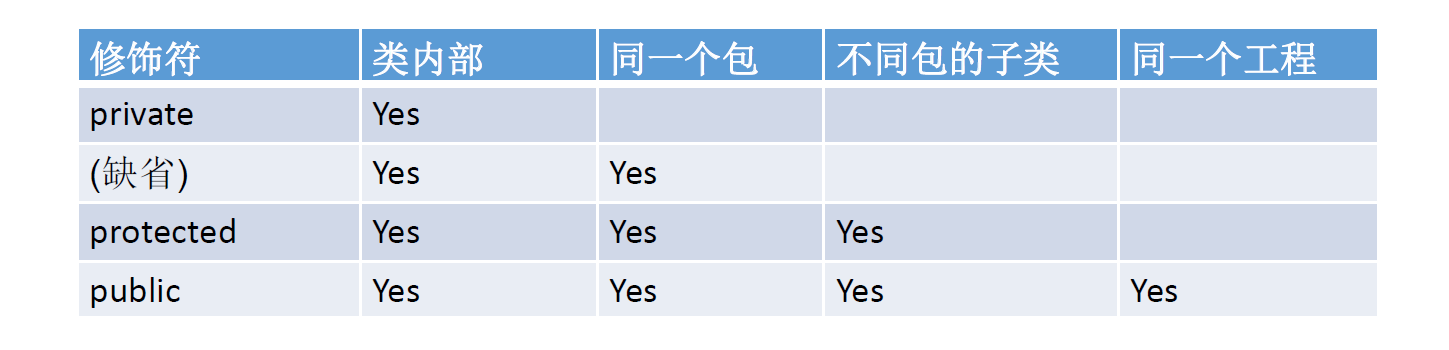 修饰符 类内部 同一个包 不同包的子类 同一个工程
private Yes
(缺省) Yes Yes
protected Yes Yes Yes
public Yes Yes Yes Yes